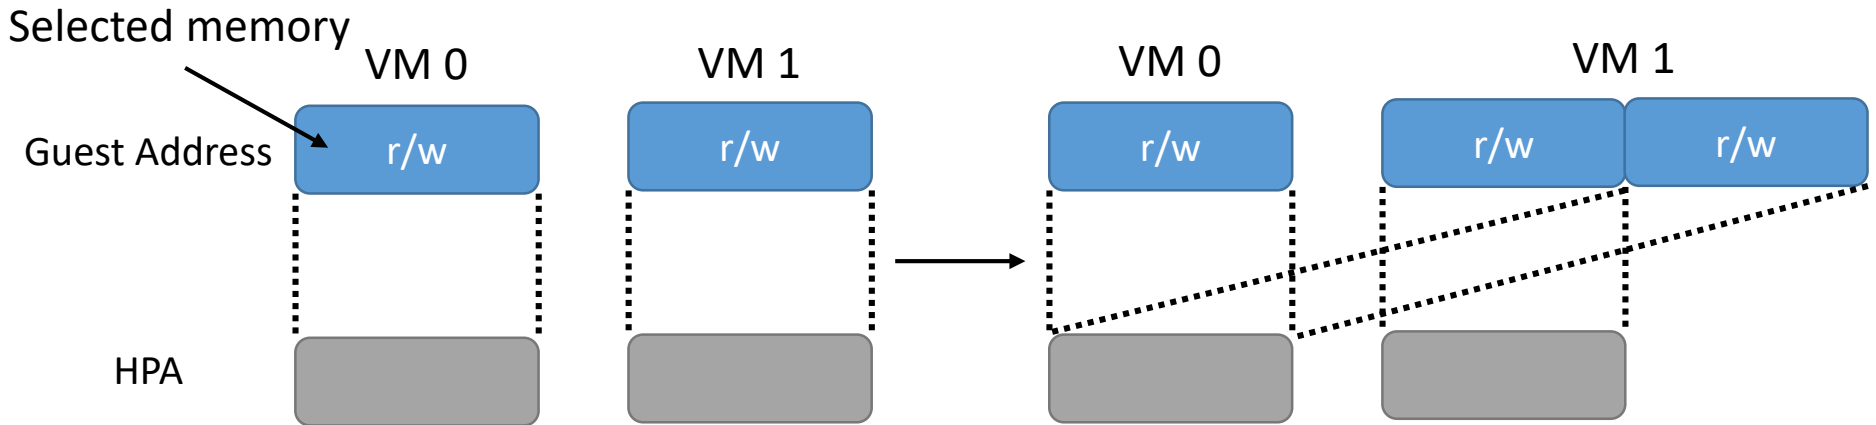 Selected memory
VM 0
VM 1
VM 0
VM 1
Guest Address
r/w
r/w
r/w
r/w
r/w
HPA